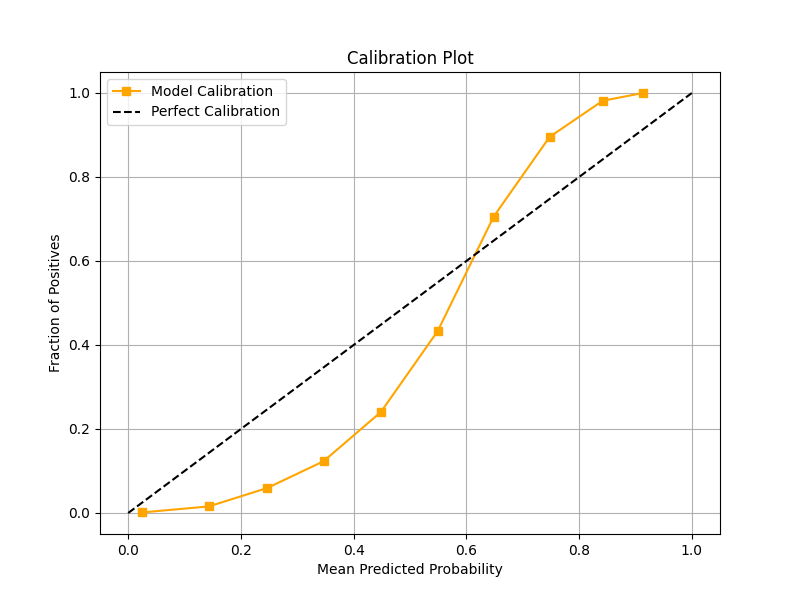 Calibration Plot
Model Calibration
Perfect Calibration
Fraction of Positives
1.0
0.8
0.6
0.4
0.2
0.0
0.0 0.2 0.4 0.6 0.8 1.0
Mean Predicted Probability